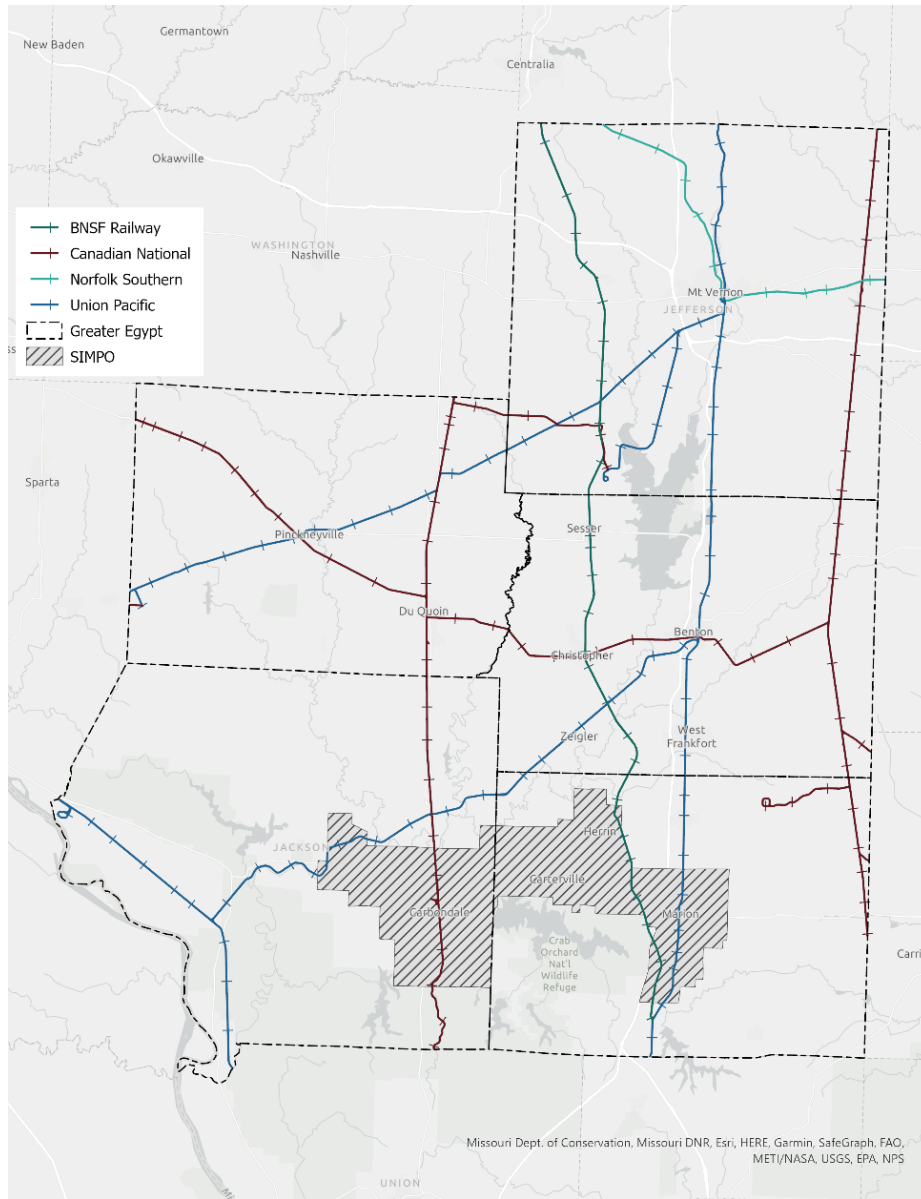 Germantown
New Baden
Centralia
Okawville
WASHINGTON
Nashville
BNSF Railway
Canadian National
Norfolk Southern
Union Pacific
Greater Egypt
SIMPO
Mt Vernon
JEFFERSON
Sparta
Pinckneyville
Sesser
Du Quoin
Benton
Christopher
Zeigler
West
Frankfort
JACKSON
Herrin
Carterville
Carbondale
Marion
Crab
Orchard
Nat'l
Wildlife
Refuge
Carri
UNION
Missouri Dept. of Conservation, Missouri DNR, Esri, HERE, Garmin, SafeGraph, FAO,
METI/NASA, USGS, EPA, NPS